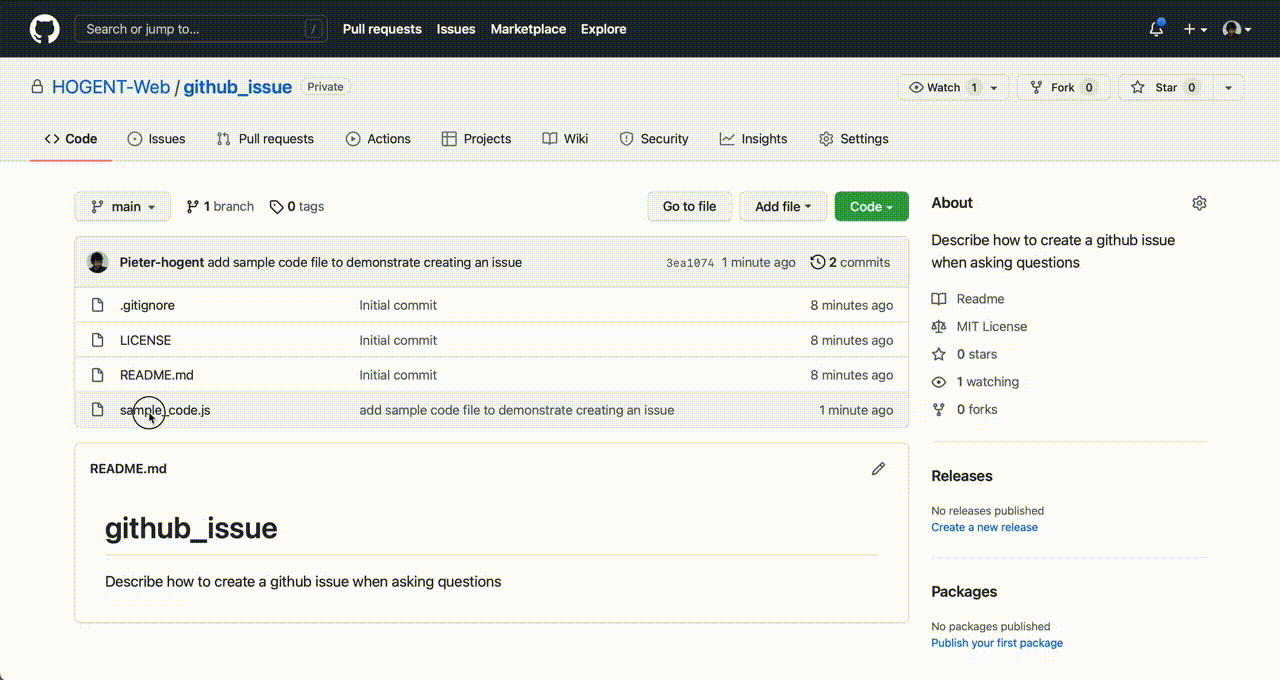 Search or jump to... /
Pull requests Issues Marketplace Explore
HOGENT-Web / github_issue Private
Watch 1 Fork 0 Star 0
Code Issues Pull requests Actions Projects Wiki Security Insights Settings
main 1 branch 0 tags
Go to file Add file Code
Pieter-hogent add sample code file to demonstrate creating an issue 3ea1074 1 minute ago 2 commits
.gitignore Initial commit 8 minutes ago
LICENSE Initial commit 8 minutes ago
README.md Initial commit 8 minutes ago
sample_code.js add sample code file to demonstrate creating an issue 1 minute ago
README.md
github_issue
Describe how to create a github issue when asking questions
About
Describe how to create a github issue
when asking questions
Readme
MIT License
0 stars
1 watching
0 forks
Releases
No releases published
Create a new release
Packages
No packages published
Publish your first package